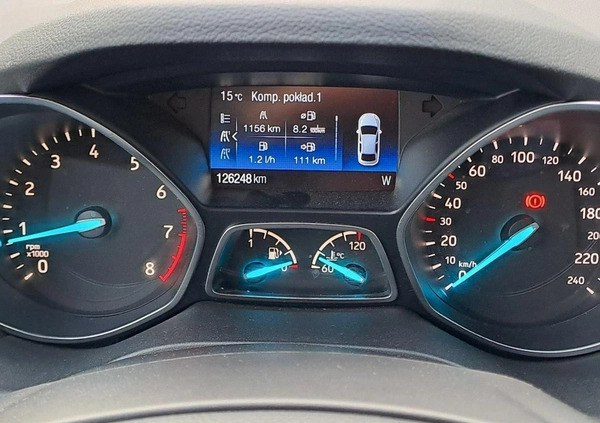 15 °C Komp. pokład.1
1156 km 8.2 l/100km
1.2 l/h 111 km
126248 km W
0 1 2 3 4 5 6 7 8
rpm
x1000
1 0
60 120 °C
0 10 20 30 40 50 60 80 100 120 140 160 180 200 220 240
km/h